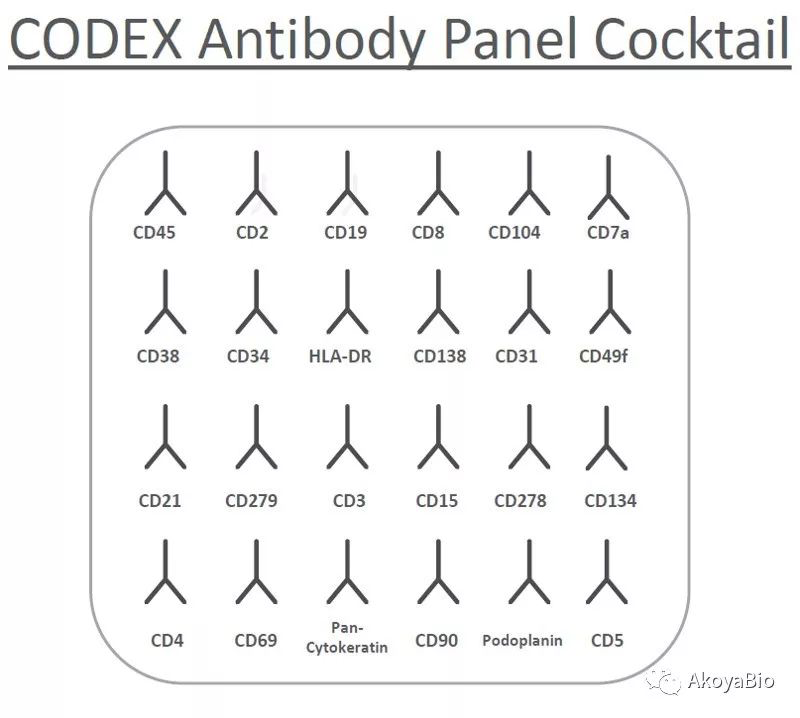 CODEX Antibody Panel Cocktail
CD45 CD2 CD19 CD8 CD104 CD7a
CD38 CD34 HLA-DR CD138 CD31 CD49f
CD21 CD279 CD3 CD15 CD278 CD134
CD4 CD69 Pan-
Cytokeratin CD90 Podoplanin CD5
AkoyaBio